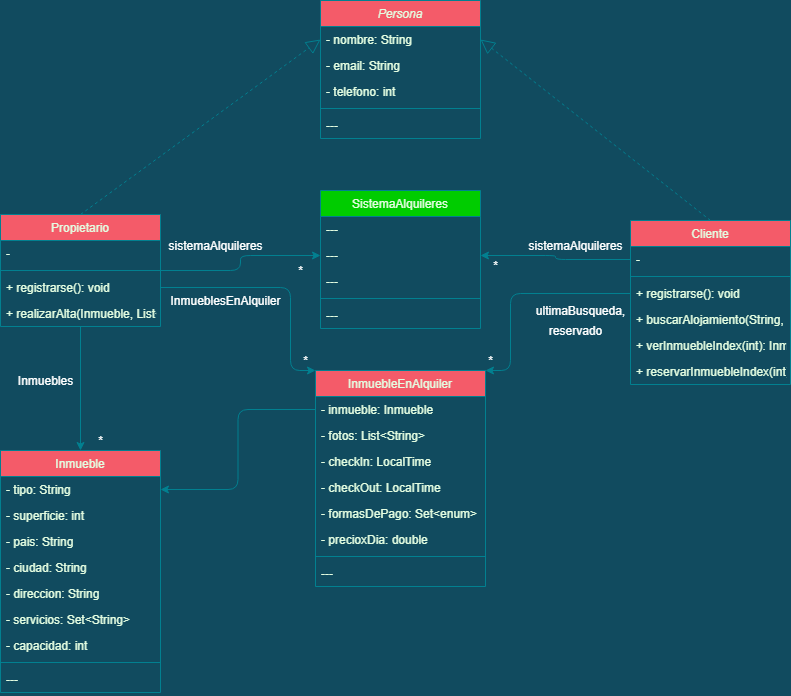 Persona
- nombre: String
- email: String
- telefono: int
---
SistemaAlquileres
---
---
---
---
Propietario
-
+ registrarse(): void
+ realizarAlta(Inmueble, List
Cliente
-
+ registrarse(): void
+ buscarAlojamiento(String,
+ verInmuebleIndex(int): Inm
+ reservarInmuebleIndex(int
sistemaAlquileres
*
sistemaAlquileres
*
InmueblesEnAlquiler
*
ultimaBusqueda,
reservado
*
Inmuebles
*
InmuebleEnAlquiler
- inmueble: Inmueble
- fotos: List<String>
- checkIn: LocalTime
- checkOut: LocalTime
- formasDePago: Set<enum>
- precioxDia: double
---
Inmueble
- tipo: String
- superficie: int
- pais: String
- ciudad: String
- direccion: String
- servicios: Set<String>
- capacidad: int
---